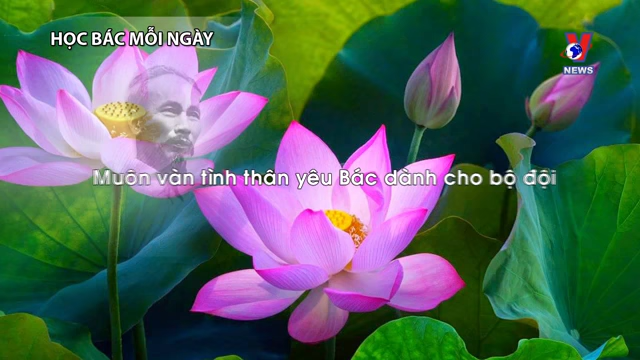 HỌC BÁC MỖI NGÀY
NEWS
Muôn vàn tình thân yêu Bác dành cho bộ đội